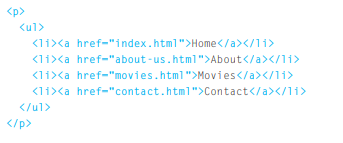 <p>
  <ul>
    <li><a href="index.html">Home</a></li>
    <li><a href="about-us.html">About</a></li>
    <li><a href="movies.html">Movies</a></li>
    <li><a href="contact.html">Contact</a></li>
  </ul>
</p>